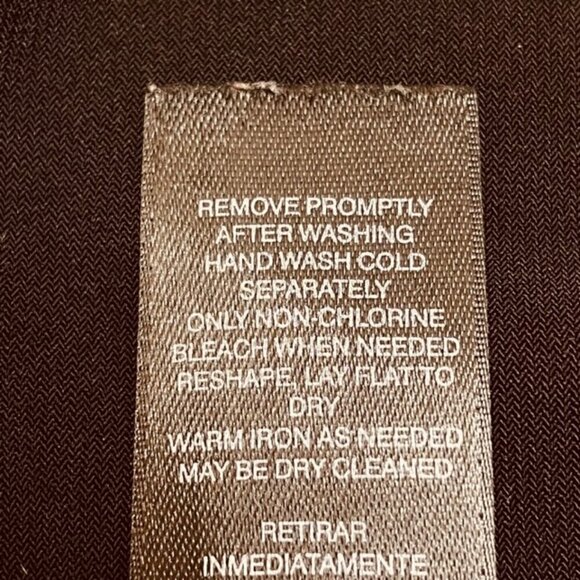 REMOVE PROMPTLY
AFTER WASHING
HAND WASH COLD
SEPARATELY
ONLY NON-CHLORINE
BLEACH WHEN NEEDED
RESHAPE, LAY FLAT TO
DRY
WARM IRON AS NEEDED
MAY BE DRY CLEANED
RETIRAR
INMEDIATAMENTE